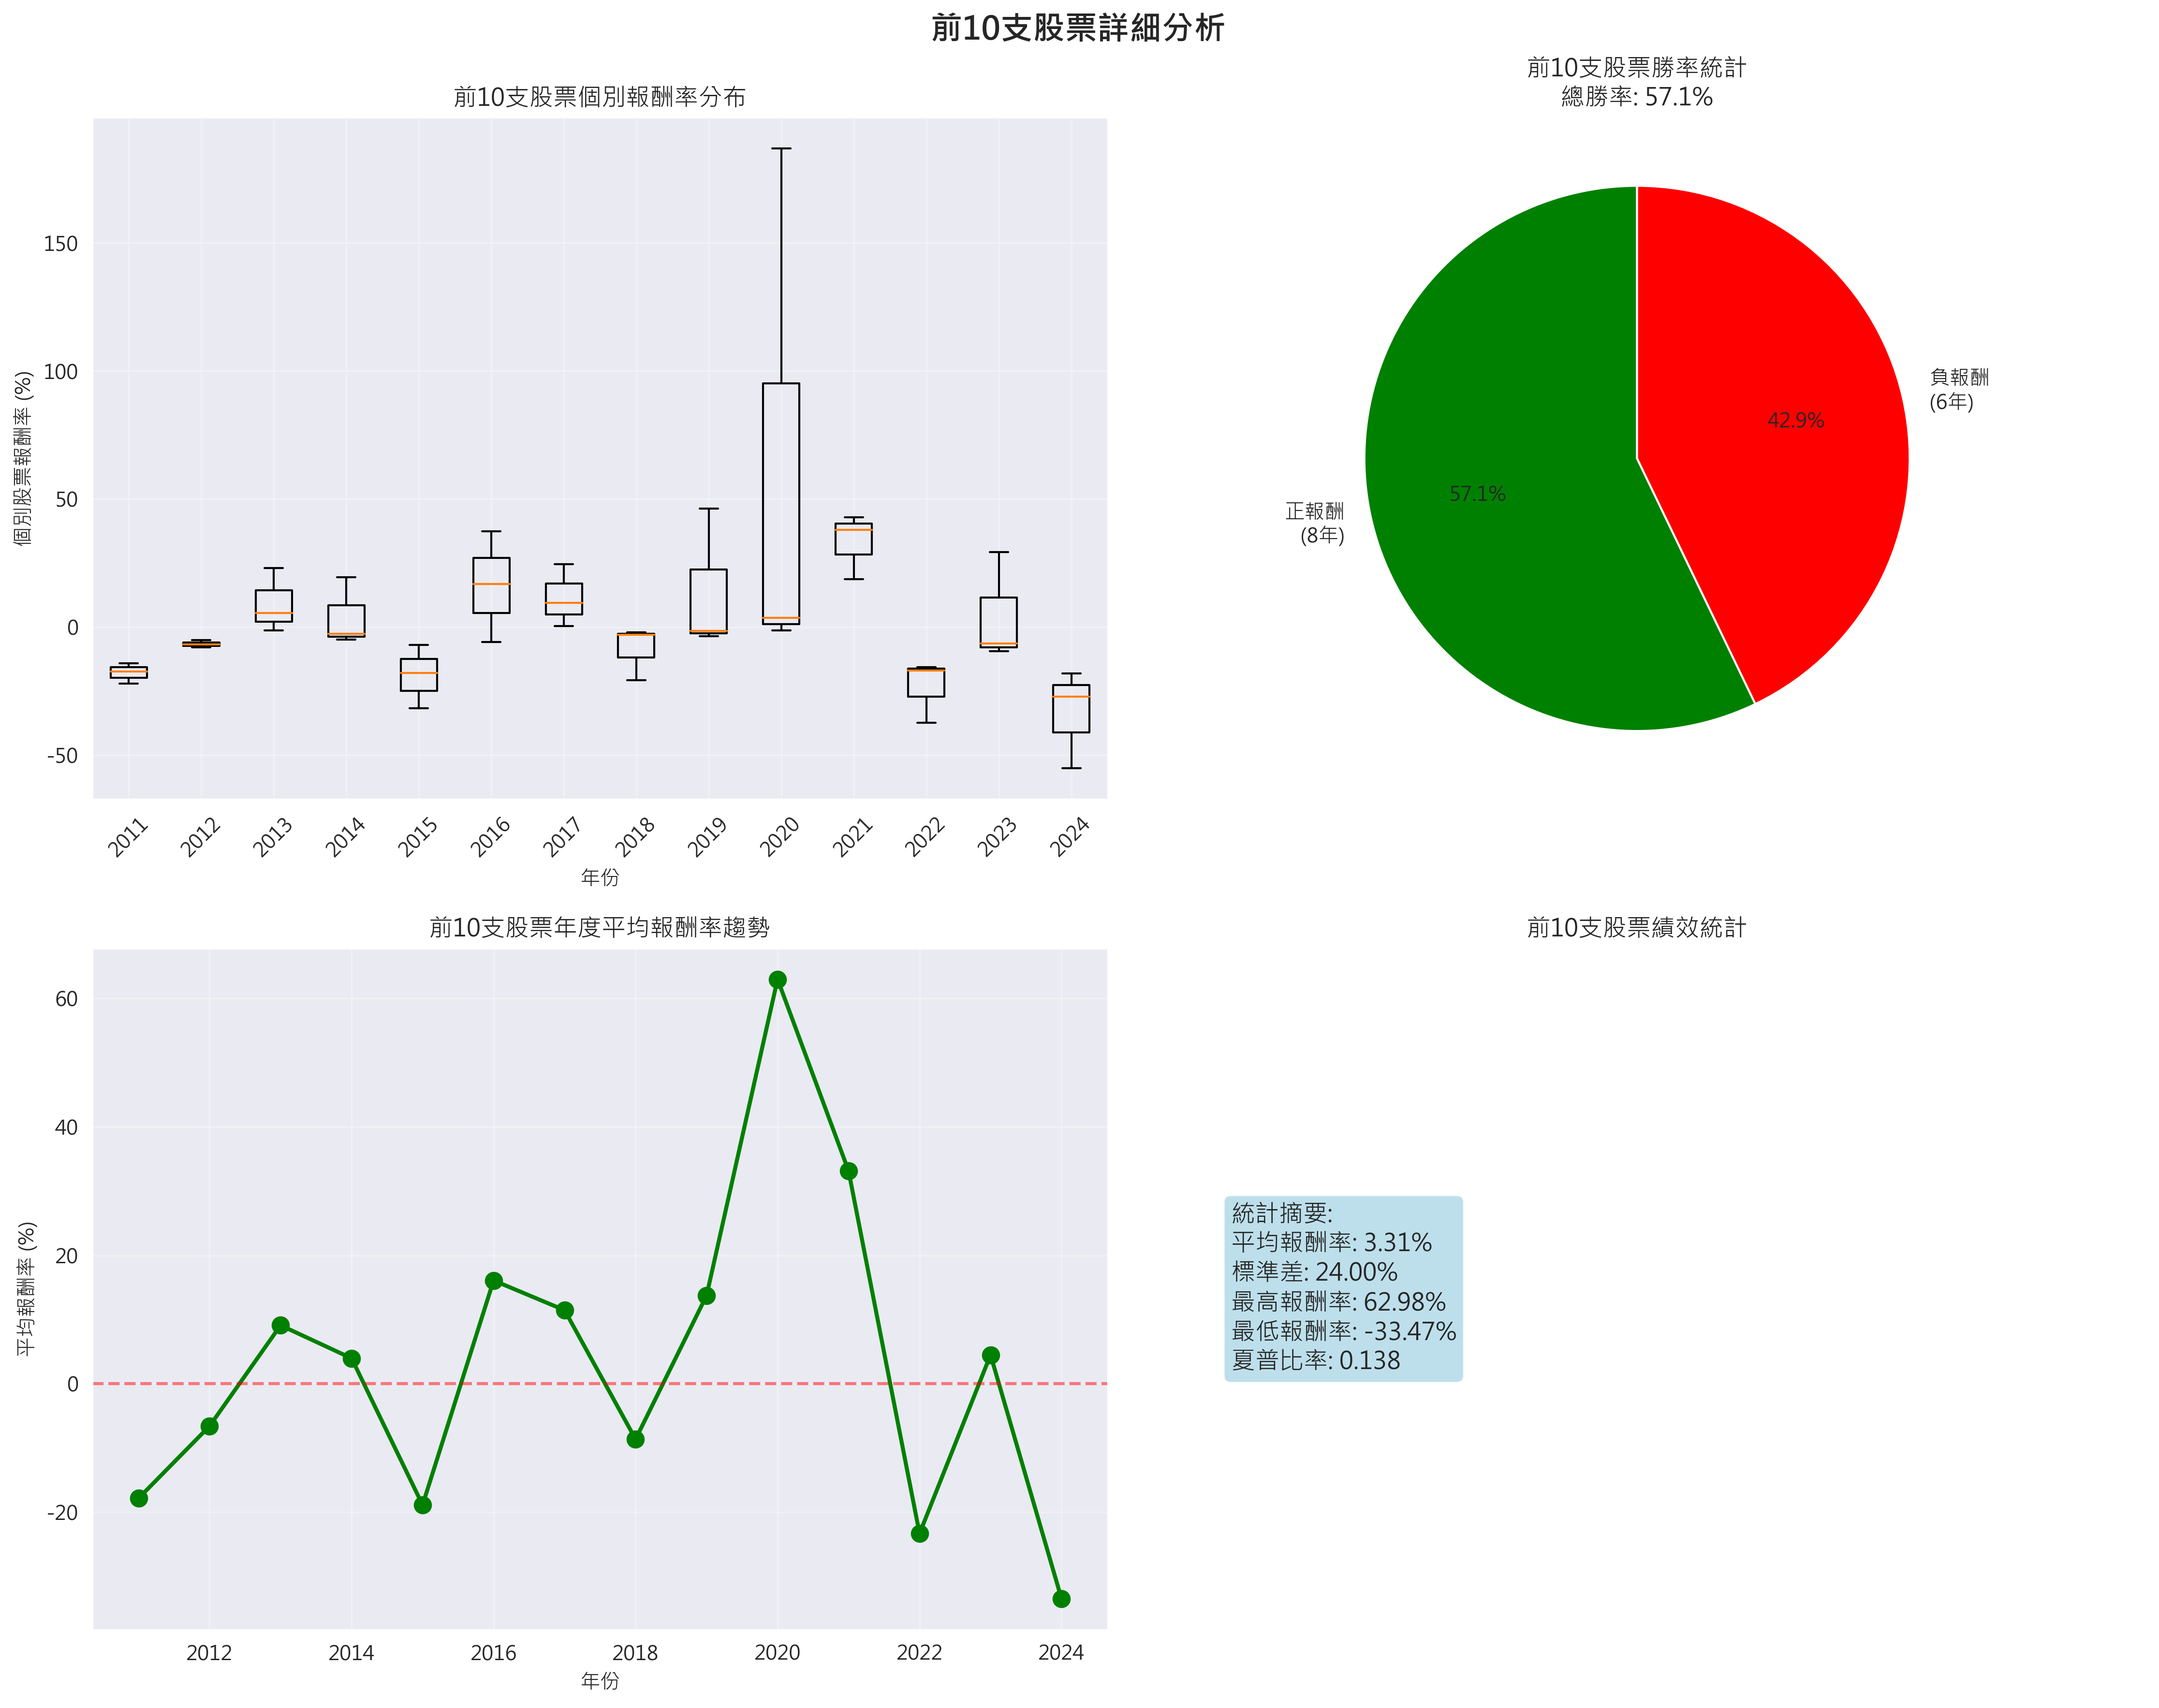 前10支股票詳細分析
前10支股票個別報酬率分布
個別股票報酬率 (%)
150
100
50
0
-50
2011
2012
2013
2014
2015
2016
2017
2018
2019
2020
2021
2022
2023
2024
年份
前10支股票勝率統計
總勝率: 57.1%
負報酬
(6年)
42.9%
57.1%
正報酬
(8年)
前10支股票年度平均報酬率趨勢
平均報酬率 (%)
60
40
20
0
-20
2012
2014
2016
2018
2020
2022
2024
年份
前10支股票績效統計
統計摘要:
平均報酬率: 3.31%
標準差: 24.00%
最高報酬率: 62.98%
最低報酬率: -33.47%
夏普比率: 0.138